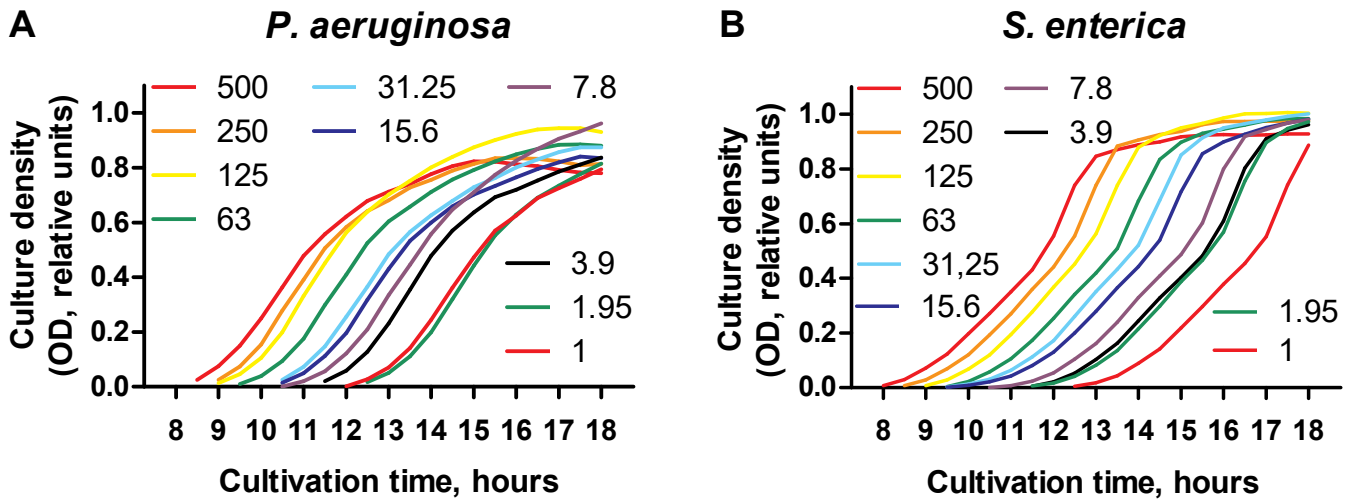 A
P. aeruginosa
500
31.25
7.8
250
15.6
125
63
3.9
1.95
1
Culture density
(OD, relative units)
1.0
0.8
0.6
0.4
0.2
0.0
8 9 10 11 12 13 14 15 16 17 18
Cultivation time, hours
B
S. enterica
500
7.8
250
3.9
125
63
31,25
15.6
1.95
1
Culture density
(OD, relative units)
1.0
0.8
0.6
0.4
0.2
0.0
8 9 10 11 12 13 14 15 16 17 18
Cultivation time, hours